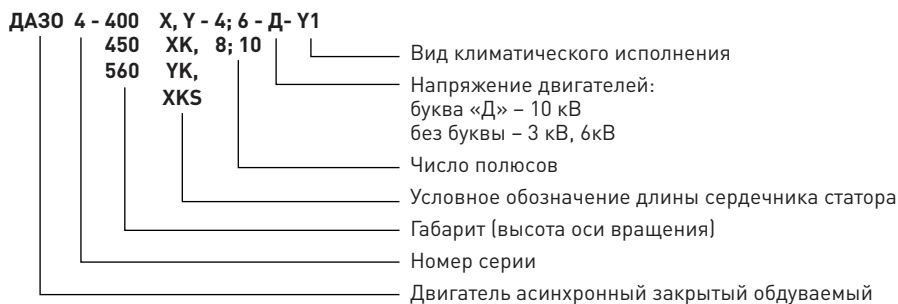 ДАЗО 4 - 400 X, Y - 4; 6 - Д- Y1
450 XK, 8; 10
560 YK,
XKS
Вид климатического исполнения
Напряжение двигателей:
буква «Д» – 10 кВ
без буквы – 3 кВ, 6кВ
Число полюсов
Условное обозначение длины сердечника статора
Габарит (высота оси вращения)
Номер серии
Двигатель асинхронный закрытый обдуваемый